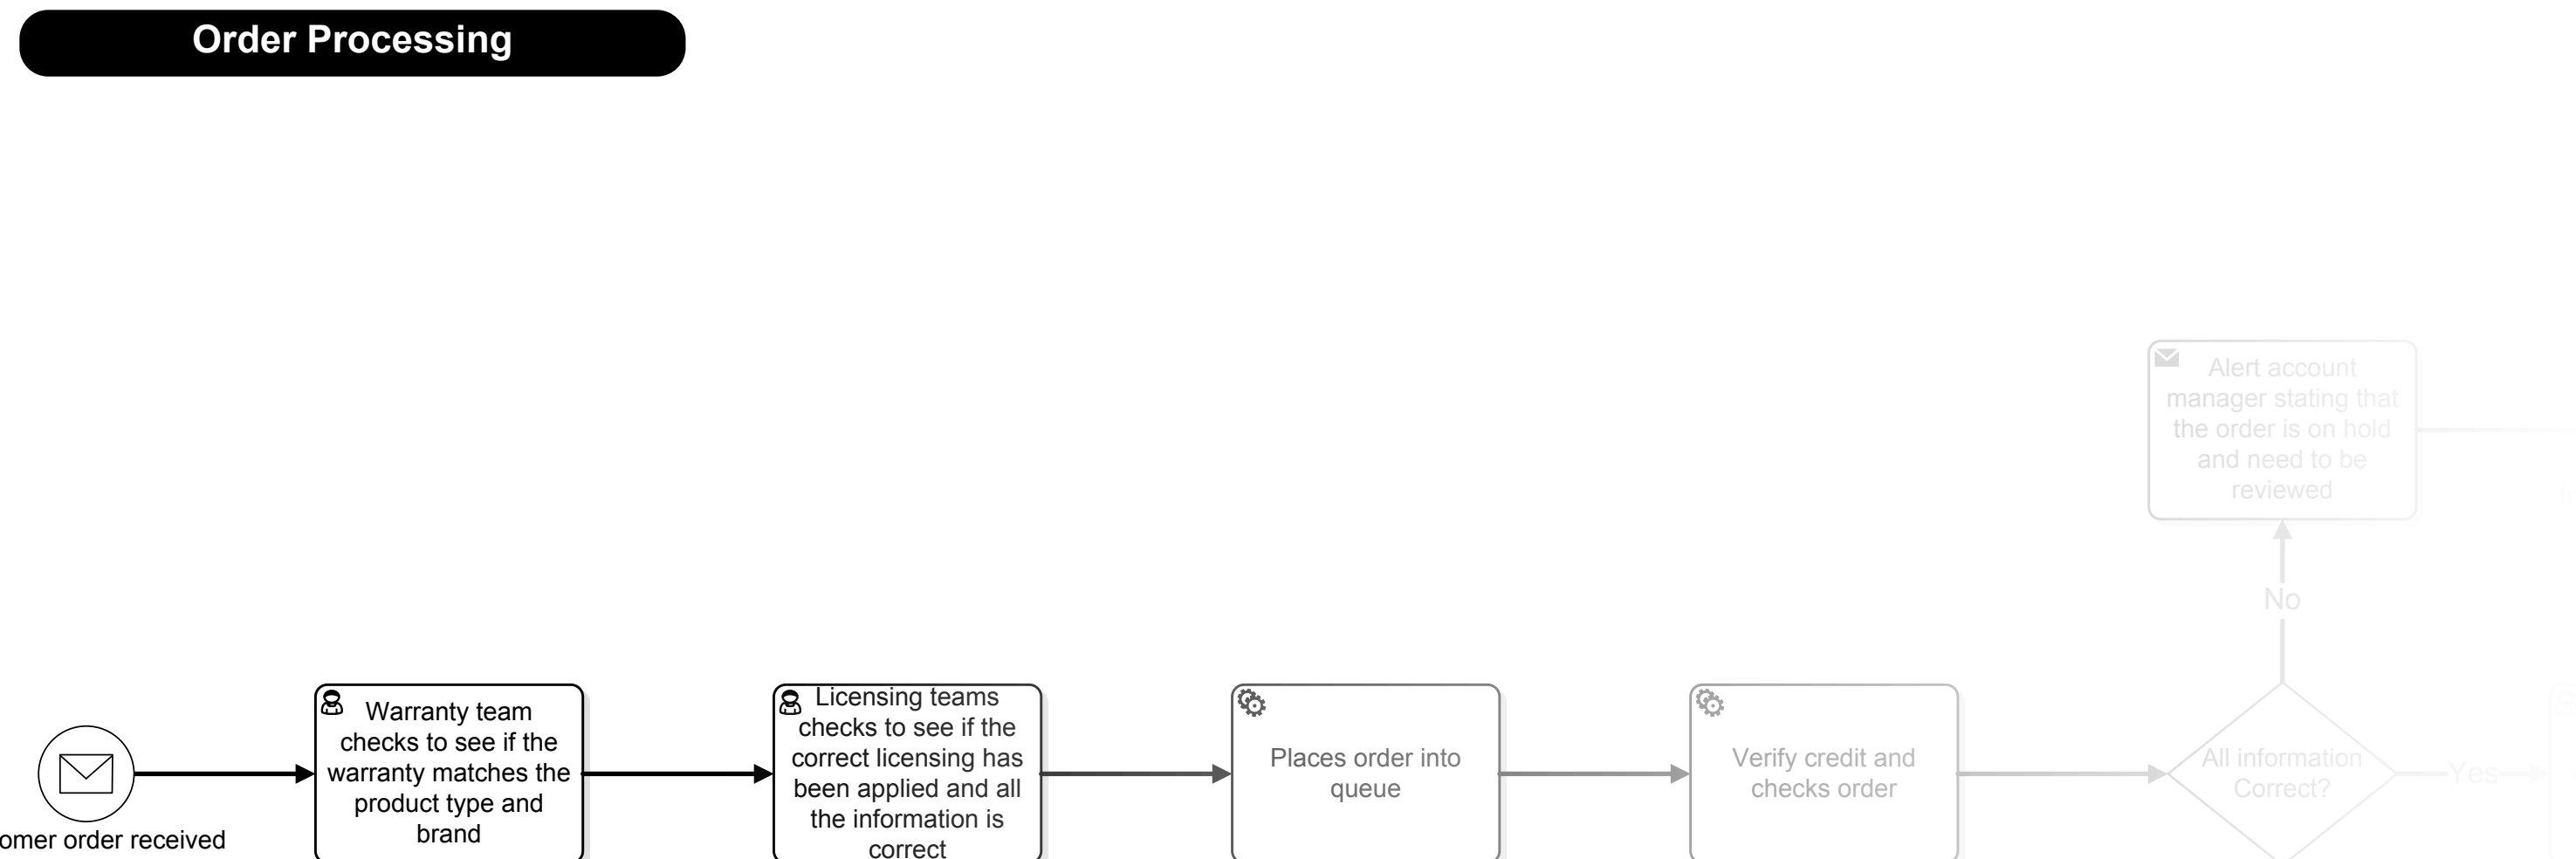 Order Processing
Alert account
manager stating that
the order is on hold
and need to be
reviewed
No
Warranty team
checks to see if the
warranty matches the
product type and
brand
Licensing teams
checks to see if the
correct licensing has
been applied and all
the information is
correct
Places order into
queue
Verify credit and
checks order
All information
Correct?
Yes
omer order received